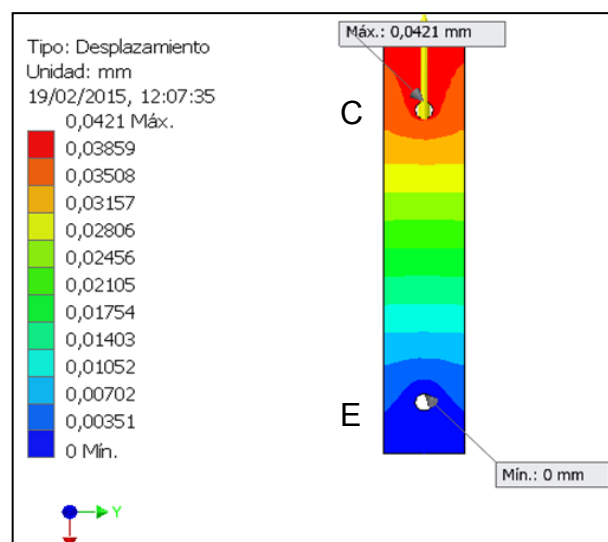 Tipo: Desplazamiento
Unidad: mm
19/02/2015, 12:07:35
0,0421 Máx.
0,03859
0,03508
0,03157
0,02806
0,02456
0,02105
0,01754
0,01403
0,01052
0,00702
0,00351
0 Mín.
Máx.: 0,0421 mm
C
E
Mín.: 0 mm
Y